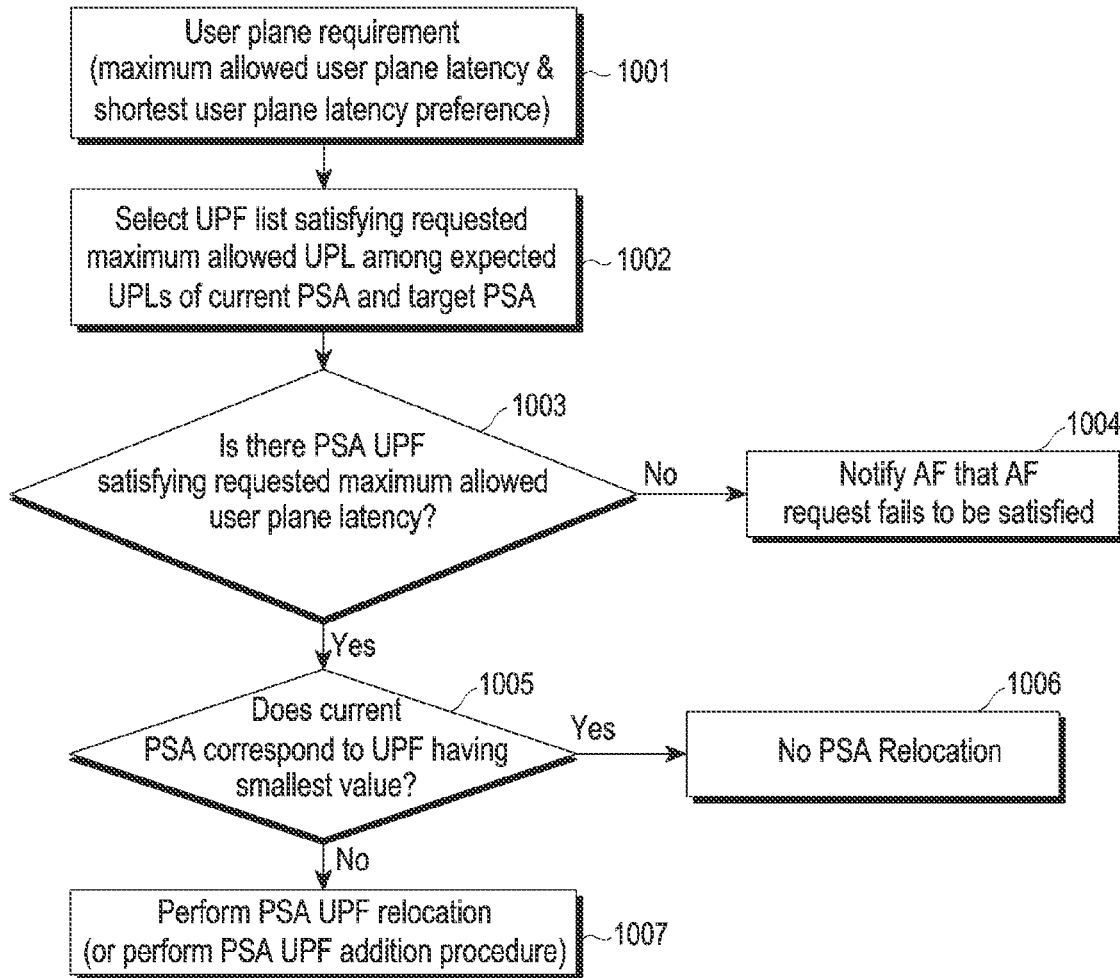 User plane requirement
(maximum allowed user plane latency &
shortest user plane latency preference)
1001
Select UPF list satisfying requested
maximum allowed UPL among expected
UPLs of current PSA and target PSA
1002
1003
Is there PSA UPF
satisfying requested maximum allowed
user plane latency?
No
1004
Notify AF that AF
request fails to be satisfied
Yes
1005
Does current
PSA correspond to UPF having
smallest value?
Yes
1006
No PSA Relocation
No
Perform PSA UPF relocation
(or perform PSA UPF addition procedure)
1007